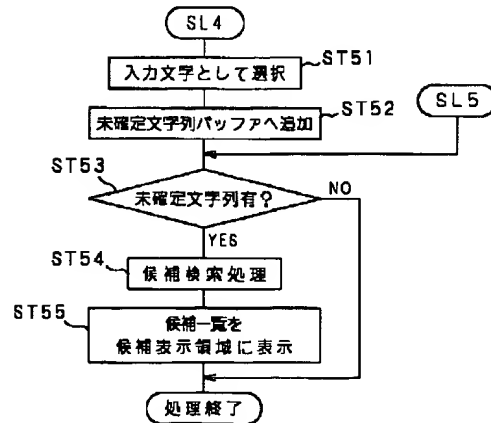 SL4
ST51
入力文字として選択
SL5
ST52
未確定文字列バッファへ追加
ST53
未確定文字列有?
NO
YES
ST54
候補検索処理
ST55
候補一覧を
候補表示領域に表示
処理終了